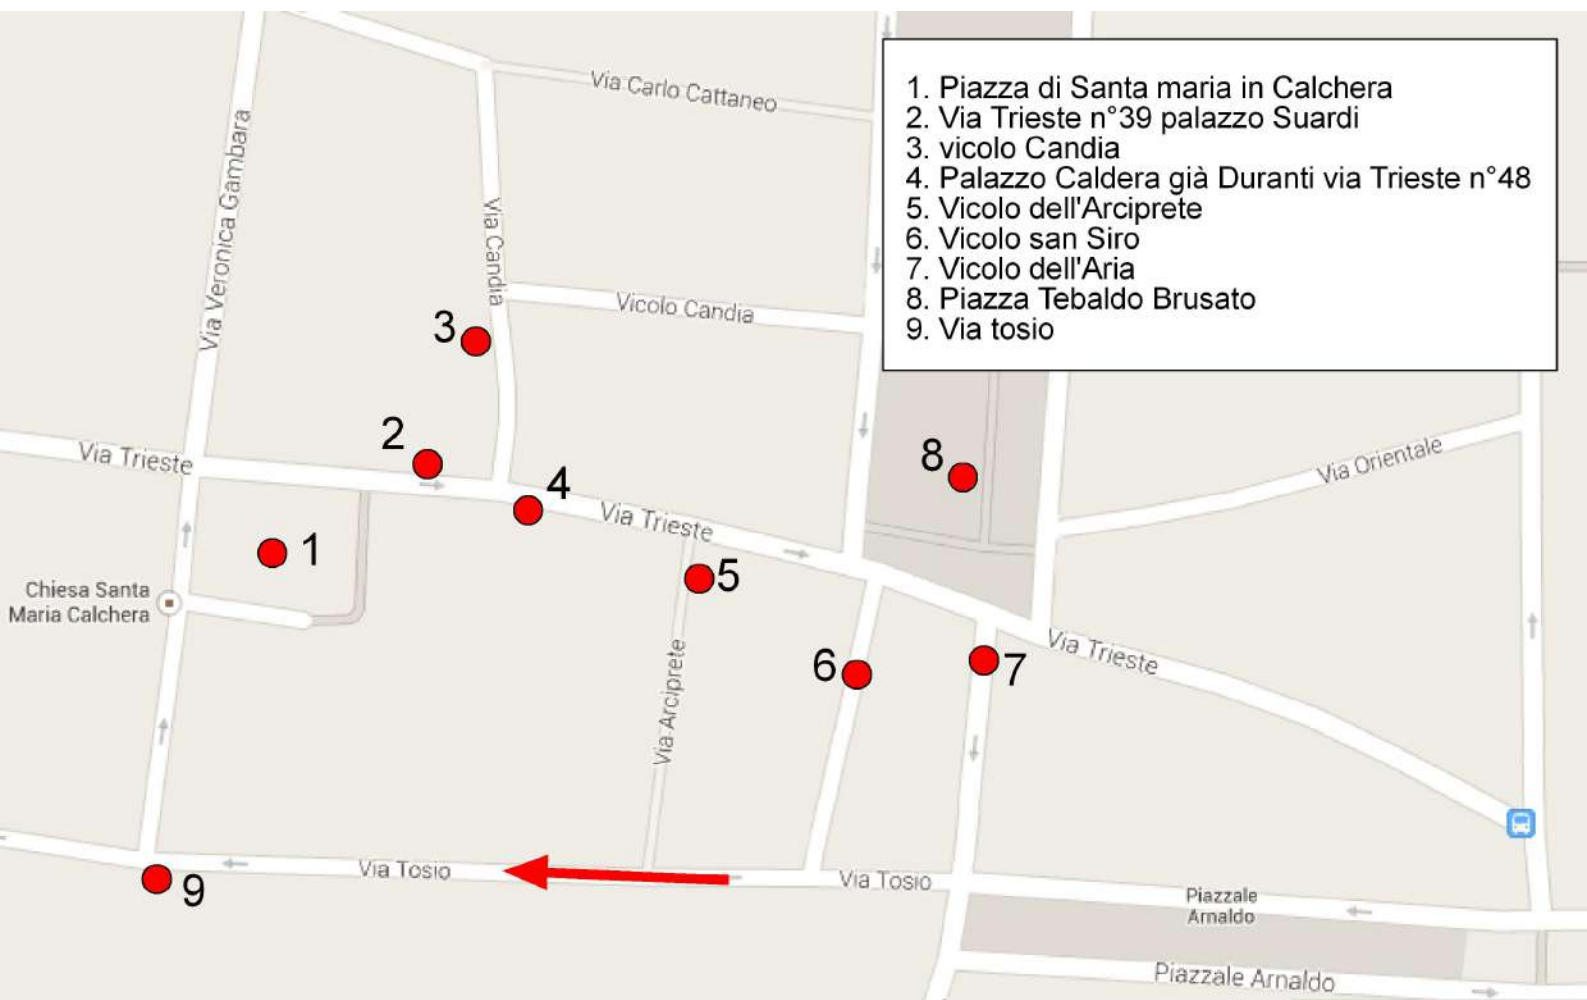 Via Carlo Cattaneo
1. Piazza di Santa maria in Calchera
2. Via Trieste n°39 palazzo Suardi
3. vicolo Candia
4. Palazzo Caldera già Duranti via Trieste n°48
5. Vicolo dell'Arciprete
6. Vicolo san Siro
7. Vicolo dell'Aria
8. Piazza Tebaldo Brusato
9. Via tosio
Via Veronica Gambara
Via Candia
Vicolo Candia
3
2
Via Trieste
8
Via Orientale
4
Via Trieste
1
5
Chiesa Santa
Maria Calchera
Via Arciprete
6
7
Via Trieste
9
Via Tosio
Via Tosio
Piazzale
Arnaldo
Piazzale Arnaldo